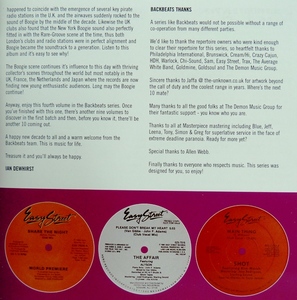 happened to coincide with the emergence of several key pirate
radio stations in the U.K. and the airwaves suddenly rocked to the
sound of Boogie by the middle of the decade. Likewise the UK
clubs also found that the New York Boogie sound also perfectly
fitted in with the Rare-Groove scene at the time, thus both
London's clubs and radio stations were in perfect alignment and
Boogie became the soundtrack to a generation. Listen to this
album and it's easy to see why!
The Boogie scene continues it's influence to this day with thriving
collector's scenes throughout the world but most notably in the
UK, France, the Netherlands and Japan where the records are now
finding new young enthusiastic audiences. Long may the Boogie
continue!
Anyway, enjoy this fourth volume in the Backbeats series. Once
you've finished with this one, there's another nine volumes to
discover in the first batch and then, before you know it, there'll be
another 10 coming out.
A happy new decade to all and a warm welcome from the
Backbeats team. This is music for life.
Treasure it and you'll always be happy.
IAN DEWHIRST
BACKBEATS THANKS
A series like Backbeats would not be possible without a range of
co-operation from many different parties.
We'd like to thank the repertoire owners who were kind enough
to clear their repertoire for this series, so heartfelt thanks to
Philadelphia International, Brunswick, Creamcity, Crazy Cajun,
HDH, Warlock, Chi-Sound, Sam, Easy Street, Trax, The Average
White Band, Goldmine, Goldsoul and The Demon Music Group.
Sincere thanks to Jaffa @ the-unknown.co.uk for artwork beyond
the call of duty and the coolest range in years. Where's the next
10 mate?
Many thanks to all the good folks at The Demon Music Group for
their fantastic support - you know who you are.
Thanks to all at Masterpiece mastering including Blue, Jeff,
Leena, Tony, Simon & Greg for superlative service in the face of
extreme deadline paranoia. Ready for more yet?
Special thanks to Allen Webb.
Finally thanks to everyone who respects music. This series was
designed for you, so enjoy!
Easy Street
SHARE THE NIGHT
WORLD PREMIERE
Easy Street
PLEASE DON'T BREAK MY HEART
THE AFFAIR
Featuring
ALYSON
Easy Street